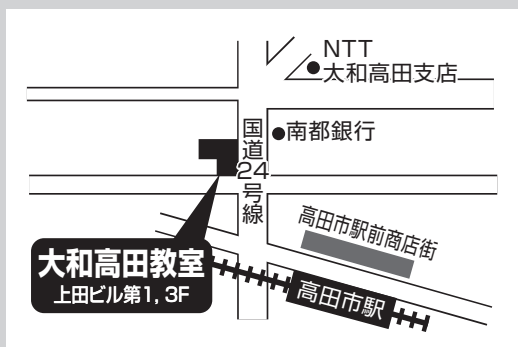 NTT
大和高田支店
南都銀行
国道24号線
高田市駅前商店街
大和高田教室
上田ビル第1, 3F
高田市駅